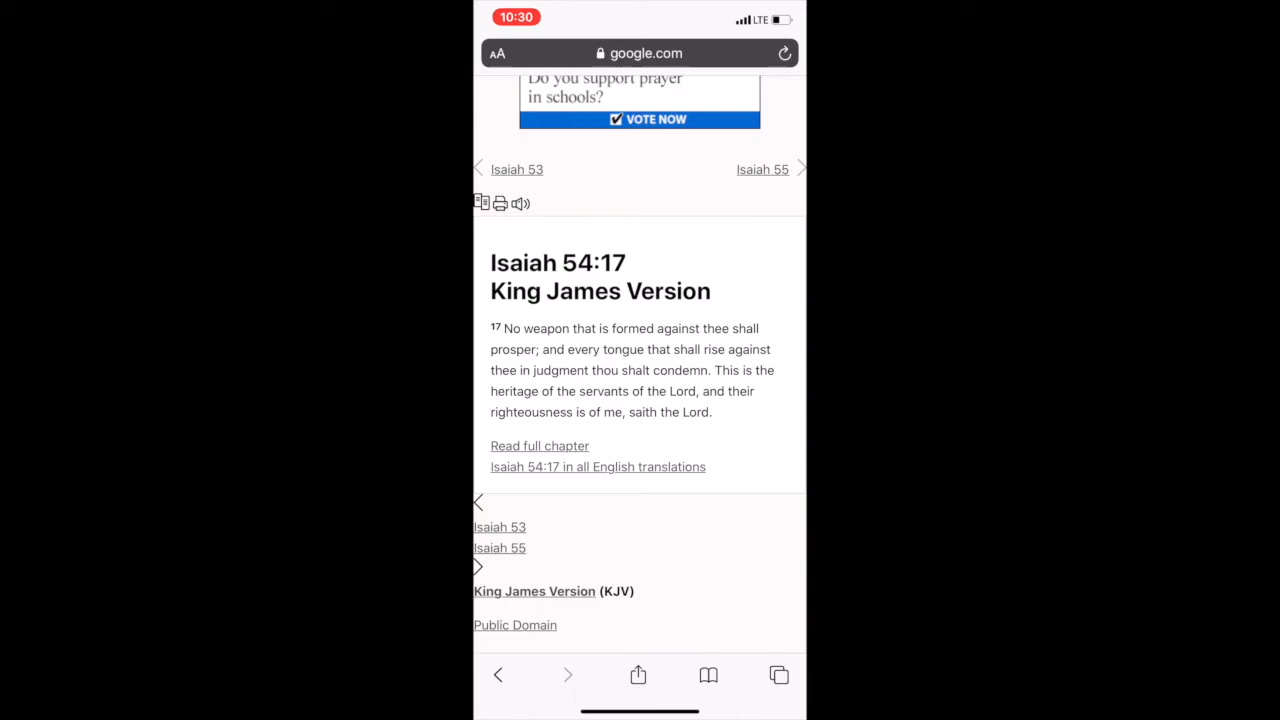 10:30
LTE
AA
google.com
Do you support prayer
in schools?
VOTE NOW
Isaiah 53
Isaiah 55
Isaiah 54:17
King James Version
17 No weapon that is formed against thee shall
prosper; and every tongue that shall rise against
thee in judgment thou shalt condemn. This is the
heritage of the servants of the Lord, and their
righteousness is of me, saith the Lord.
Read full chapter
Isaiah 54:17 in all English translations
Isaiah 53
Isaiah 55
King James Version (KJV)
Public Domain